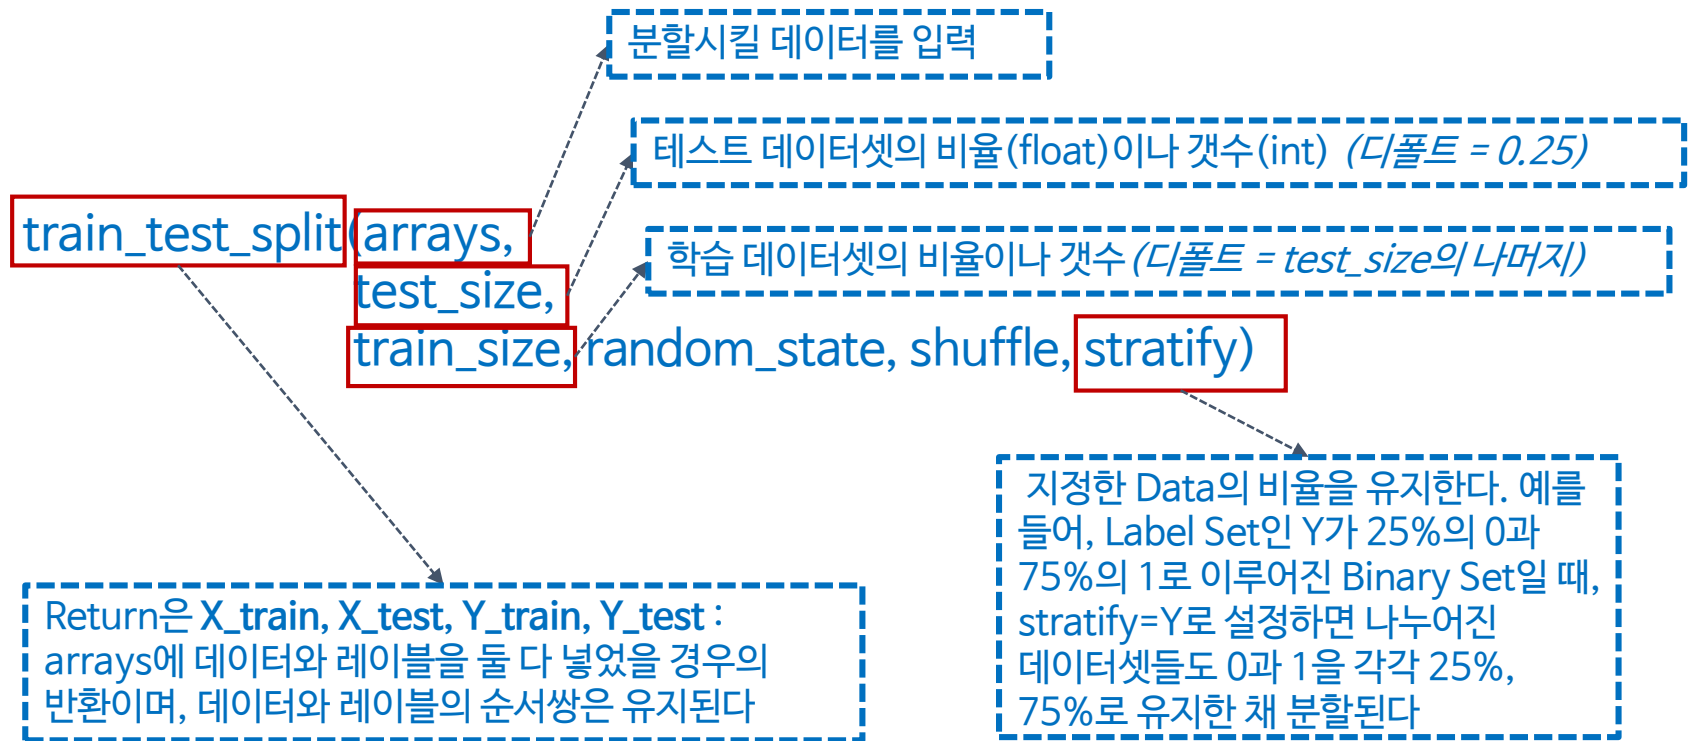 분할시킬 데이터를 입력
테스트 데이터셋의 비율(float)이나 갯수(int) (디폴트 = 0.25)
train_test_split(arrays,
학습 데이터셋의 비율이나 갯수(디폴트 = test_size의 나머지)
test_size,
train_size, random_state, shuffle, stratify)
지정한 Data의 비율을 유지한다. 예를
들어, Label Set인 Y가 25%의 0과
75%의 1로 이루어진 Binary Set일 때,
stratify=Y로 설정하면 나누어진
데이터셋들도 0과 1을 각각 25%,
75%로 유지한 채 분할된다
Return은 X_train, X_test, Y_train, Y_test :
arrays에 데이터와 레이블을 둘 다 넣었을 경우의
반환이며, 데이터와 레이블의 순서쌍은 유지된다